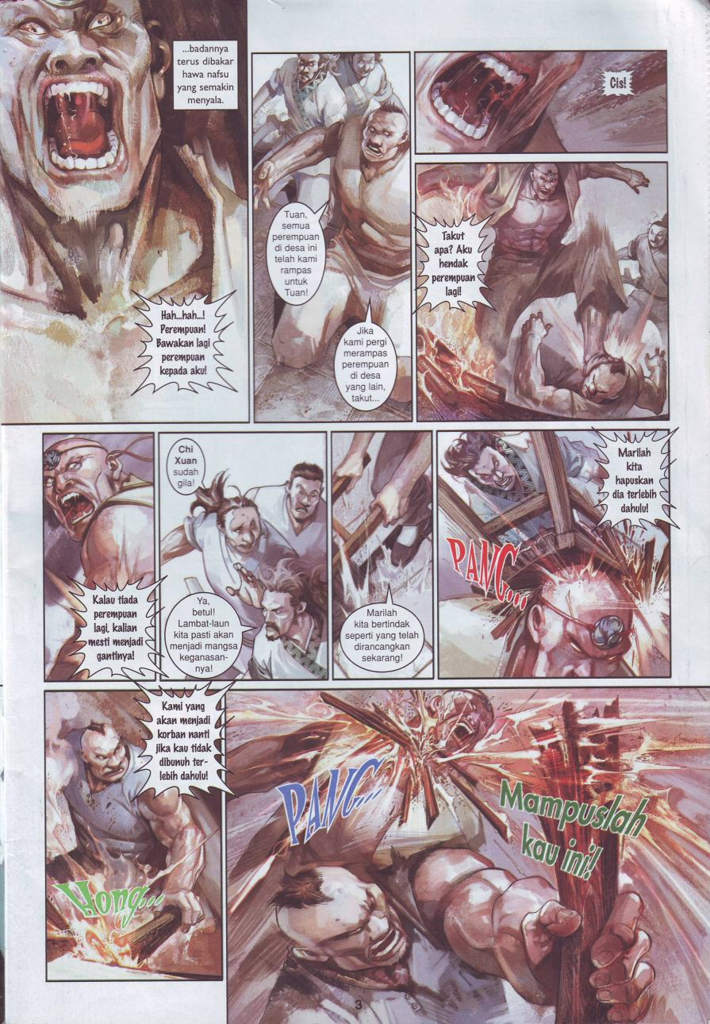 ...badannya
terus dibakar
hawa nafsu
yang semakin
menyala.
Hah...hah...!
Perempuan!
Bawakan lagi
perempuan
kepada aku!
Tuan,
semua
perempuan
di desa ini
telah kami
rampas
untuk
Tuan!
Jika
kami pergi
merampas
perempuan
di desa
yang lain,
takut...
Cis!
Takut
apa? Aku
hendak
perempuan
lagi!
Kalau tiada
perempuan
lagi, kalian
mesti menjadi
gantinya!
Chi
Xuan
sudah
gila!
Ya,
betul!
Lambat-laun
kita pasti akan
menjadi mangsa
keganasan-
nya!
Marilah
kita bertindak
seperti yang telah
dirancangkan
sekarang!
Marilah
kita
hapuskan
dia terlebih
dahulu!
PANG...
Kami yang
akan menjadi
korban nanti
jika kau tidak
dibunuh ter-
lebih dahulu!
Hong...
PANG...
Mampuslah
kau ini!
3